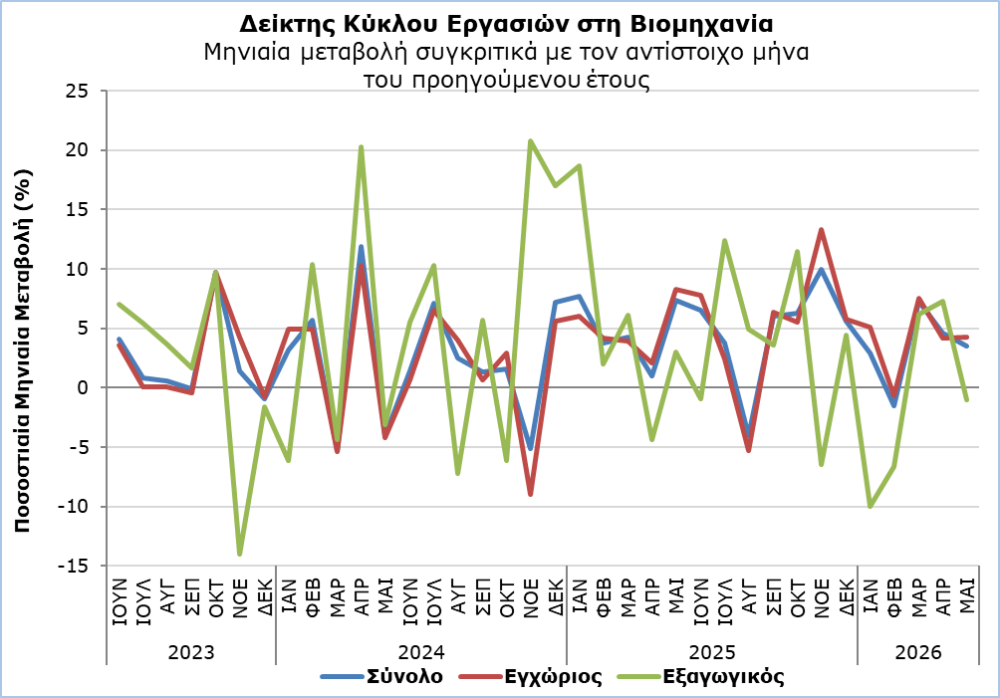 Δείκτης Κύκλου Εργασιών στη Βιομηχανία
Μηνιαία μεταβολή συγκριτικά με τον αντίστοιχο μήνα
του προηγούμενου έτους
Ποσοστιαία Μηνιαία Μεταβολή (%)
25
20
15
10
5
0
-5
-10
-15
ΙΟΥΝ ΙΟΥΛ ΑΥΓ ΣΕΠ ΟΚΤ ΝΟΕ ΔΕΚ ΙΑΝ ΦΕΒ ΜΑΡ ΑΠΡ ΜΑΙ ΙΟΥΝ ΙΟΥΛ ΑΥΓ ΣΕΠ ΟΚΤ ΝΟΕ ΔΕΚ ΙΑΝ ΦΕΒ ΜΑΡ ΑΠΡ ΜΑΙ ΙΟΥΝ ΙΟΥΛ ΑΥΓ ΣΕΠ ΟΚΤ ΝΟΕ ΔΕΚ ΙΑΝ ΦΕΒ ΜΑΡ ΑΠΡ ΜΑΙ
2023 2024 2025 2026
Σύνολο Εγχώριος Εξαγωγικός